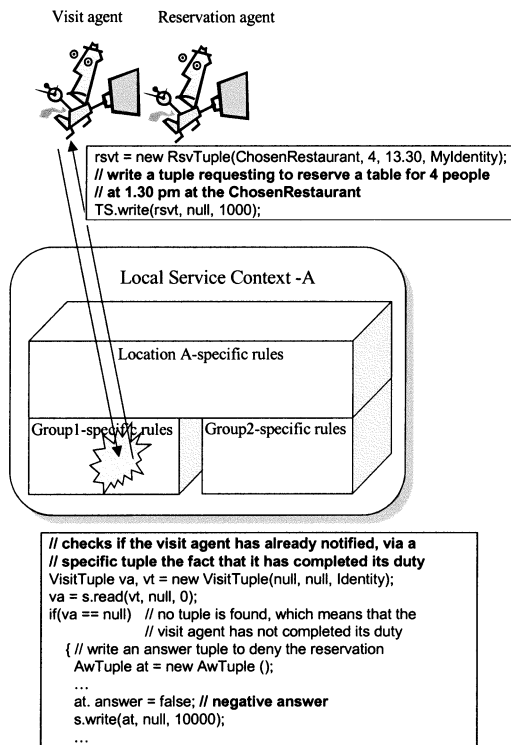 Visit agent Reservation agent
rsvt = new RsvTuple(ChosenRestaurant, 4, 13.30, MyIdentity);
// write a tuple requesting to reserve a table for 4 people
// at 1.30 pm at the ChosenRestaurant
TS.write(rsvt, null, 1000);
Local Service Context -A
Location A-specific rules
Group1-specific rules Group2-specific rules
// checks if the visit agent has already notified, via a
// specific tuple the fact that it has completed its duty
VisitTuple va, vt = new VisitTuple(null, null, Identity);
va = s.read(vt, null, 0);
if(va == null) // no tuple is found, which means that the
// visit agent has not completed its duty
{ // write an answer tuple to deny the reservation
AwTuple at = new AwTuple ();
...
at. answer = false; // negative answer
s.write(at, null, 10000);
...